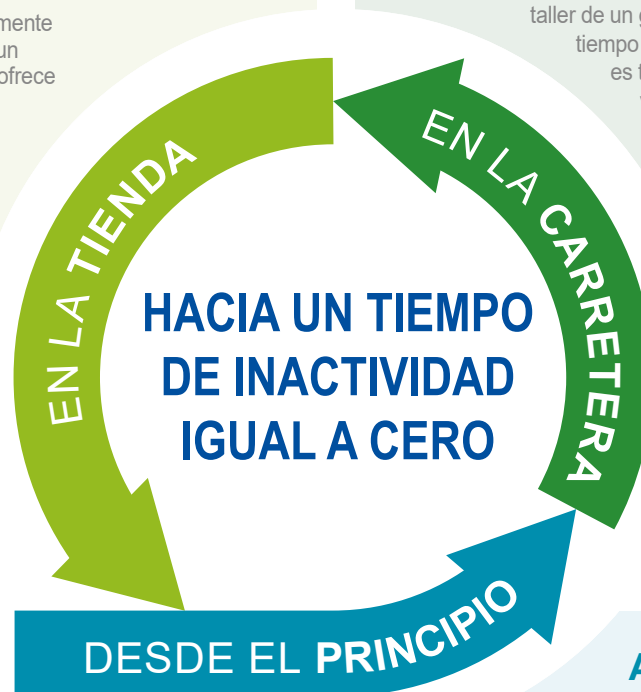 un
ofrece
taller de un
tiempo
es
EN LA TIENDA
EN LA CARRETERA
HACIA UN TIEMPO
DE INACTIVIDAD
IGUAL A CERO
DESDE EL PRINCIPIO